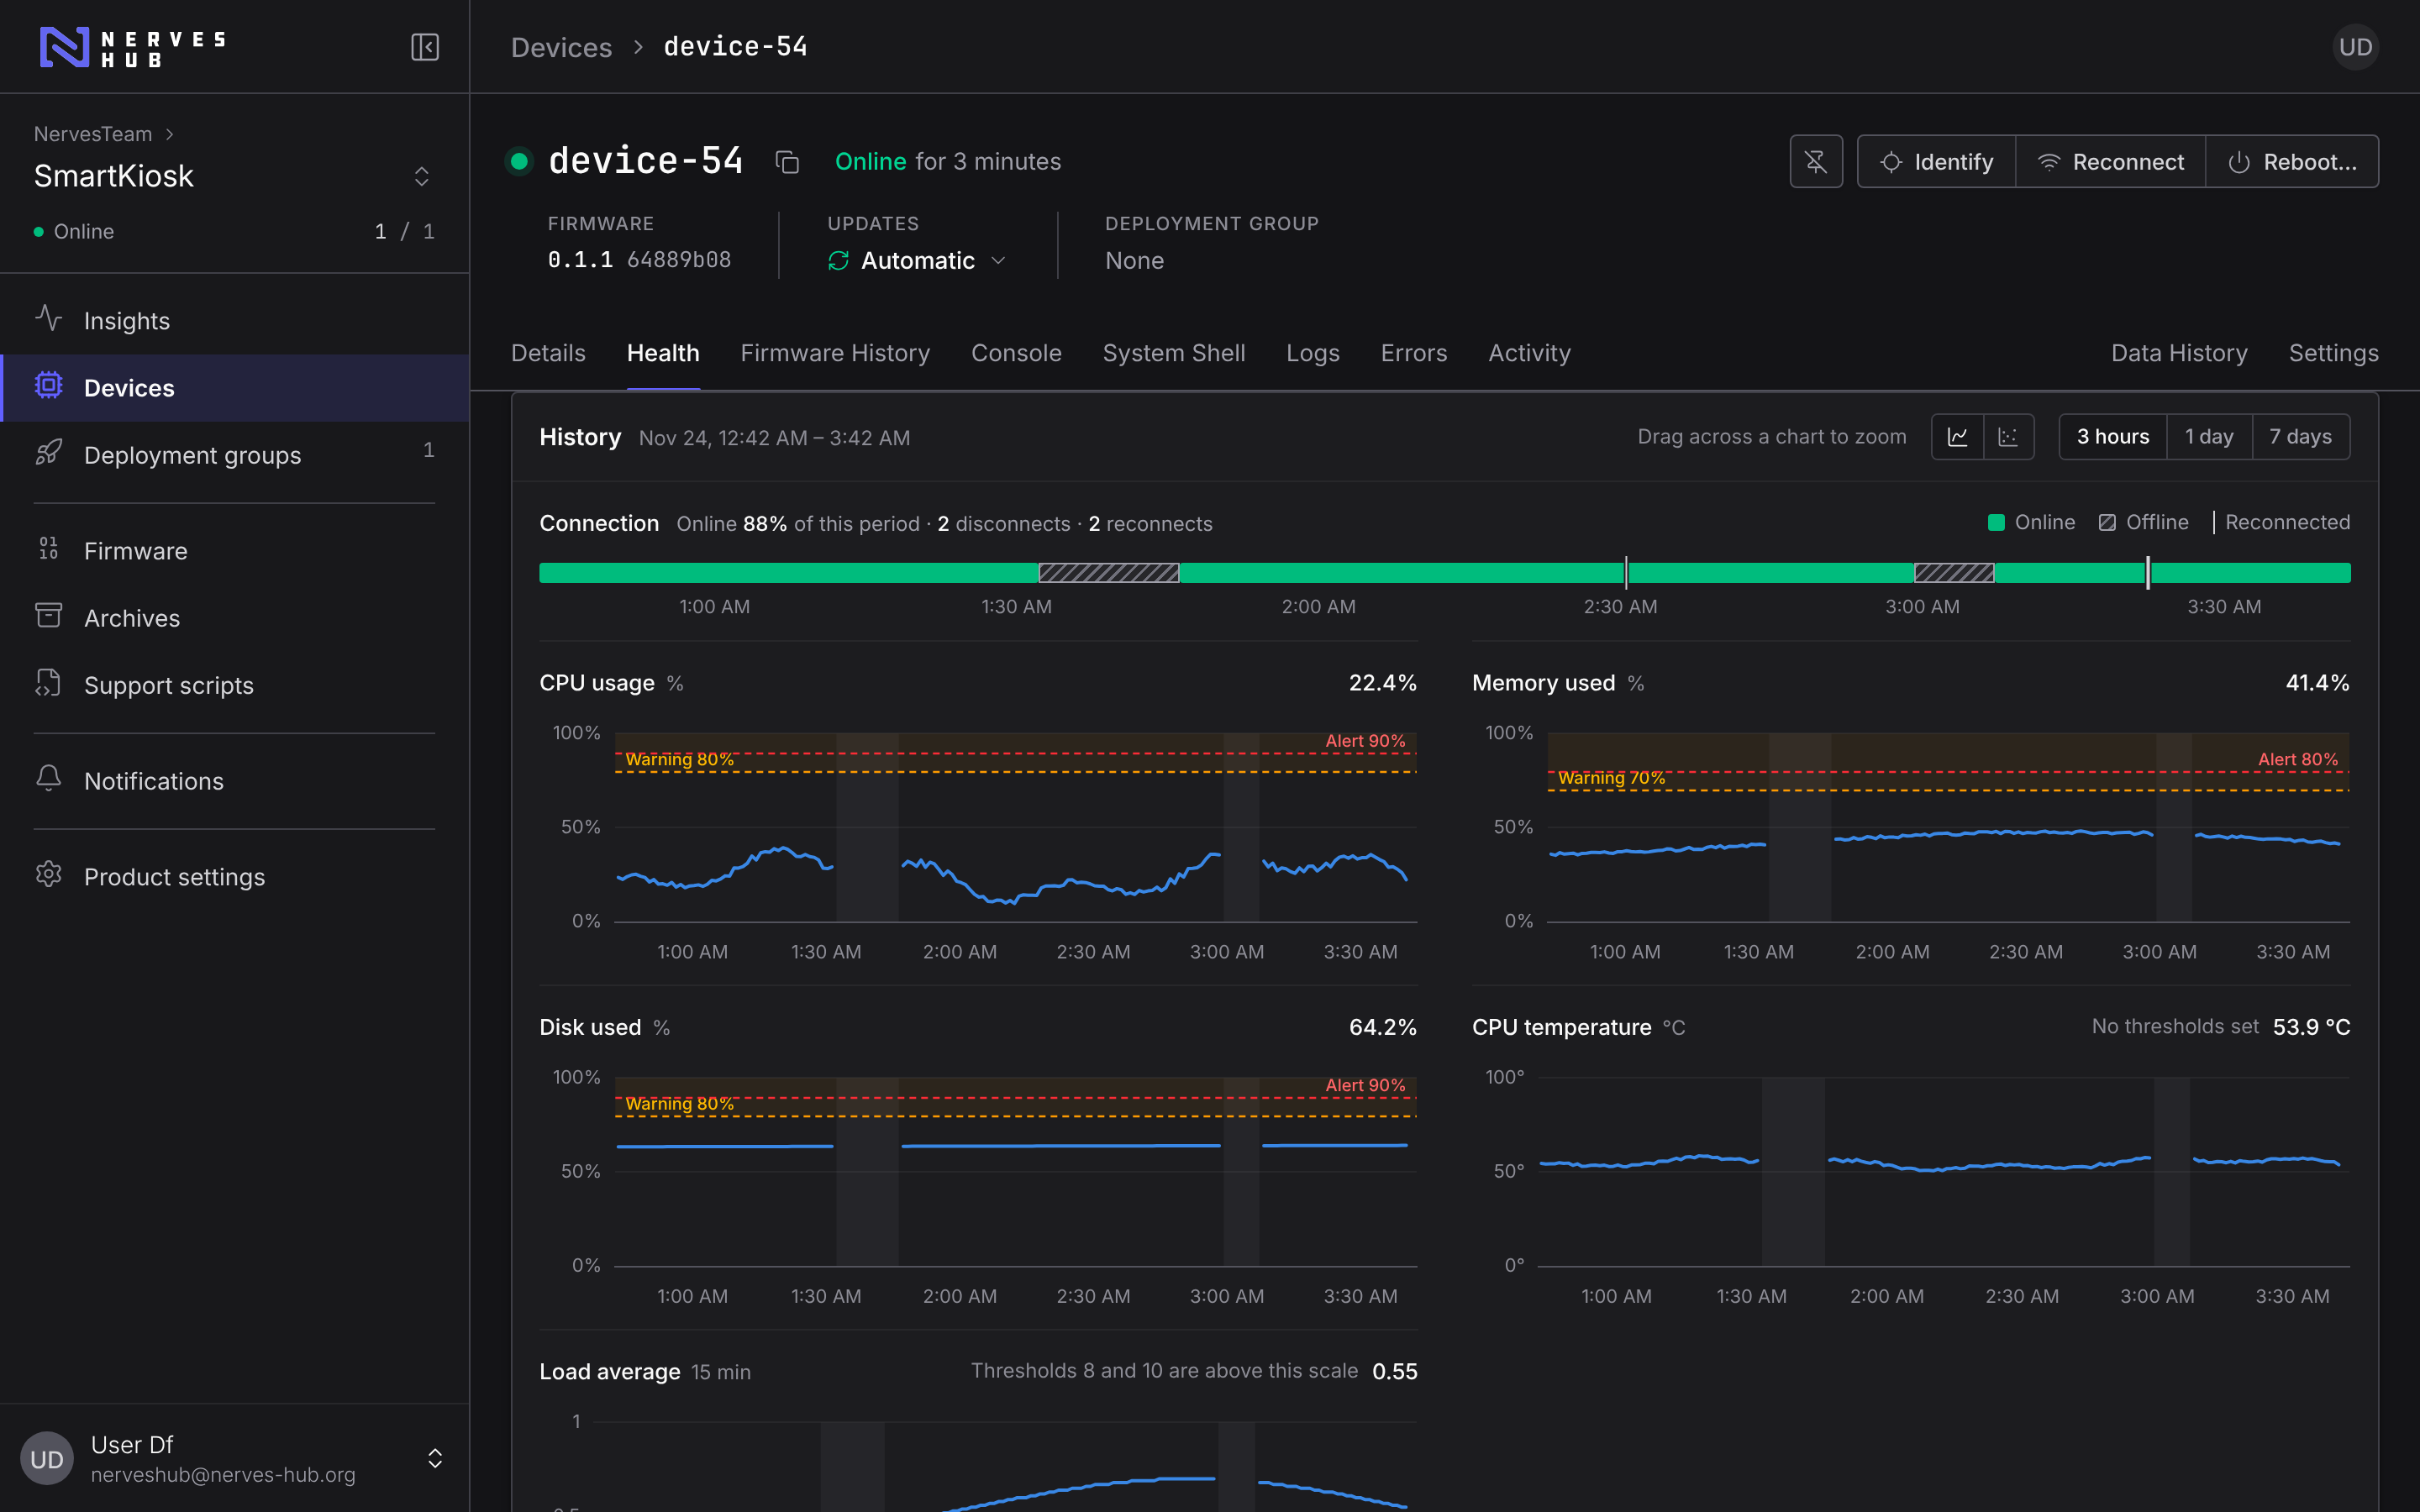 NERVES
HUB
Devices > device-54
UD
NervesTeam >
SmartKiosk
Online 1 / 1
Insights
Devices
Deployment groups 1
Firmware
Archives
Support scripts
Notifications
Product settings
User Df
nerveshub@nerves-hub.org
UD
device-54 Online for 3 minutes
Identify Reconnect Reboot...
FIRMWARE
0.1.1 64889b08
UPDATES
Automatic
DEPLOYMENT GROUP
None
Details Health Firmware History Console System Shell Logs Errors Activity Data History Settings
History Nov 24, 12:42 AM – 3:42 AM Drag across a chart to zoom 3 hours 1 day 7 days
Connection Online 88% of this period · 2 disconnects · 2 reconnects Online Offline Reconnected
1:00 AM 1:30 AM 2:00 AM 2:30 AM 3:00 AM 3:30 AM
CPU usage % 22.4%
100%
Alert 90%
Warning 80%
50%
0%
1:00 AM 1:30 AM 2:00 AM 2:30 AM 3:00 AM 3:30 AM
Memory used % 41.4%
100%
Alert 80%
Warning 70%
50%
0%
1:00 AM 1:30 AM 2:00 AM 2:30 AM 3:00 AM 3:30 AM
Disk used % 64.2%
100%
Alert 90%
Warning 80%
50%
0%
1:00 AM 1:30 AM 2:00 AM 2:30 AM 3:00 AM 3:30 AM
CPU temperature °C No thresholds set 53.9 °C
100°
50°
0°
1:00 AM 1:30 AM 2:00 AM 2:30 AM 3:00 AM 3:30 AM
Load average 15 min Thresholds 8 and 10 are above this scale 0.55
1